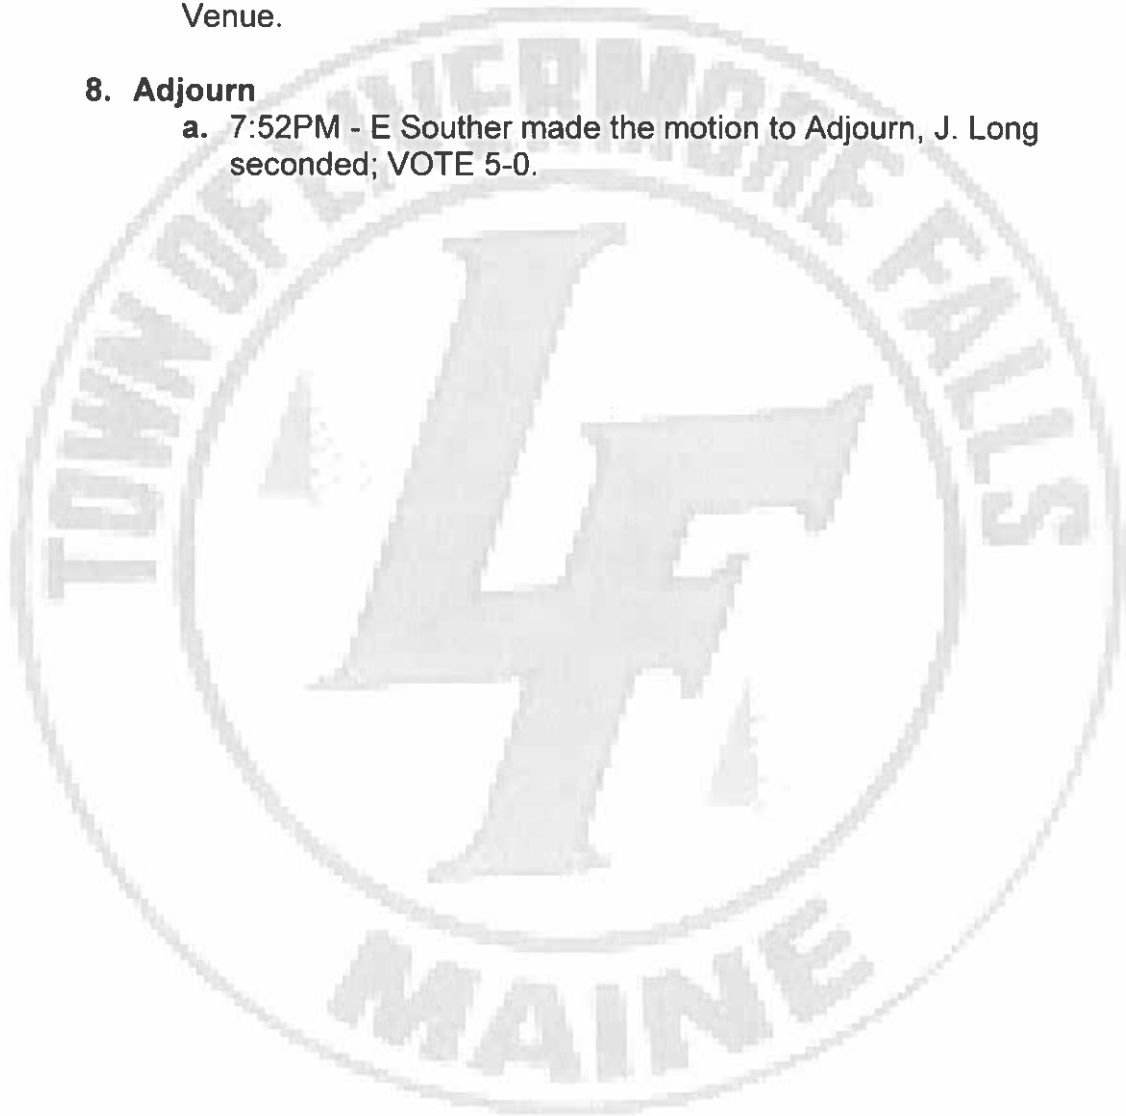 Venue.
8. Adjourn
a. 7:52PM - E Souther made the motion to Adjourn, J. Long
seconded; VOTE 5-0.
TOWN OF LIVERMORE FALLS
LF
MAINE